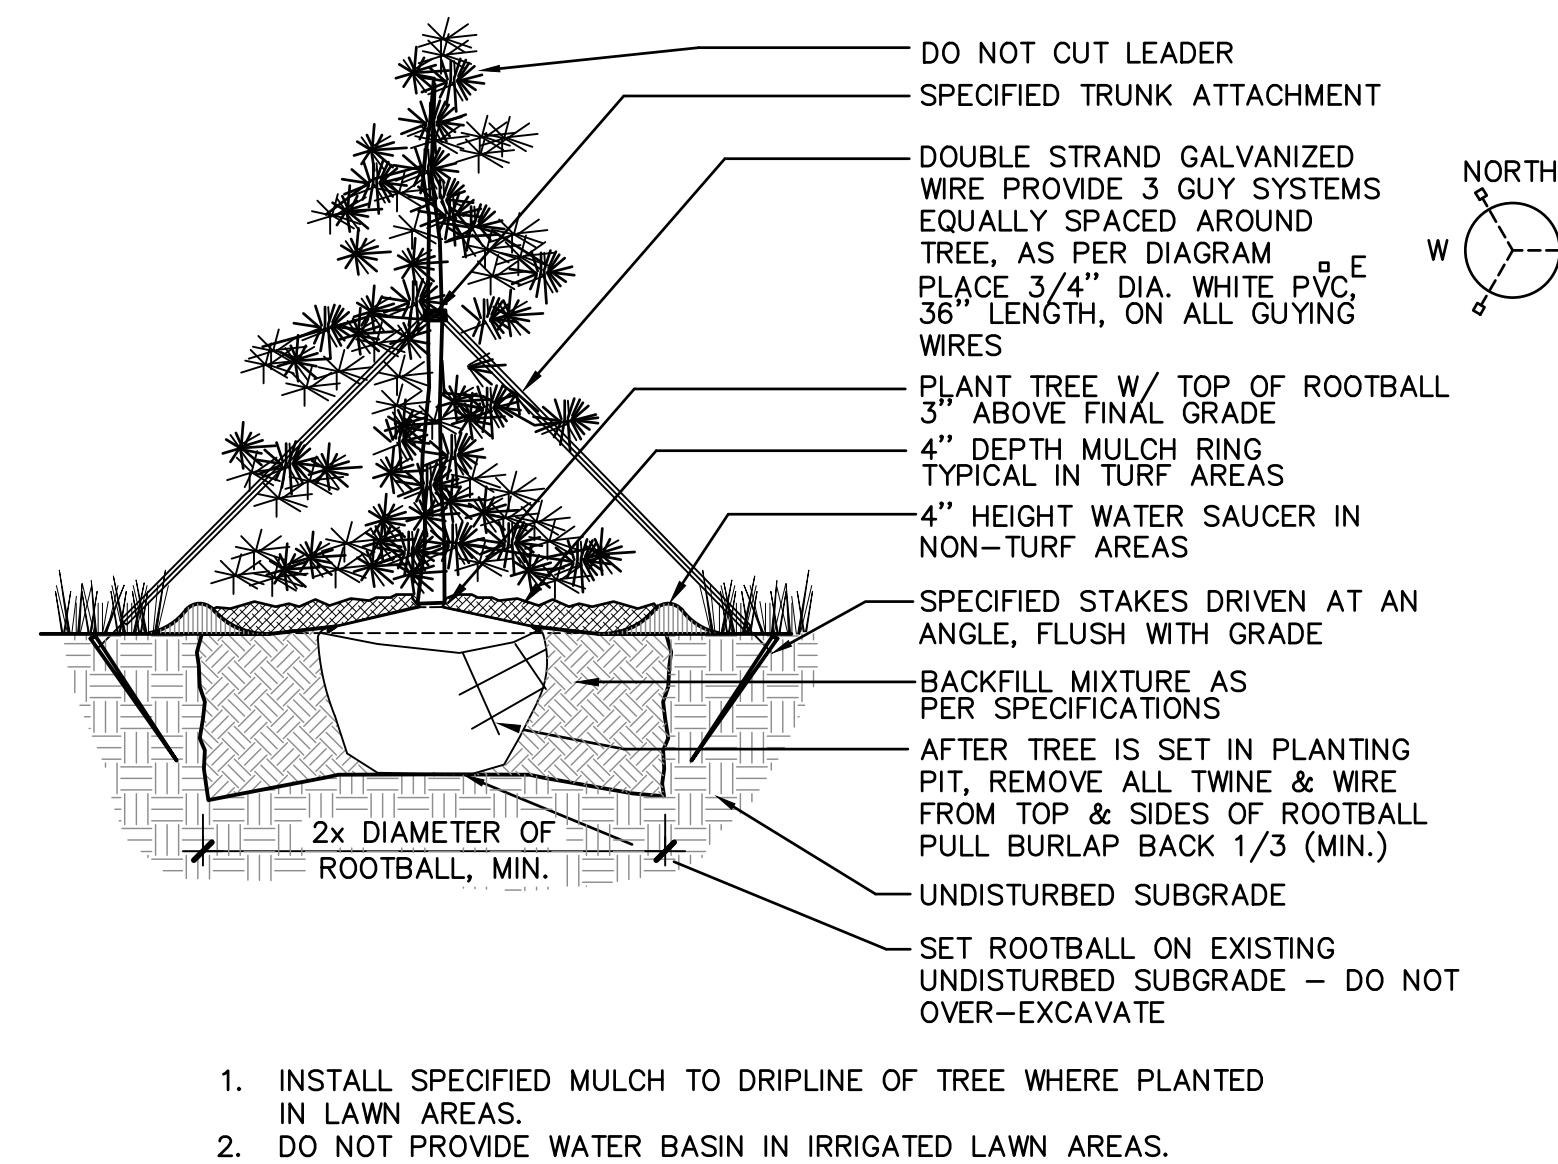 DO NOT CUT LEADER
SPECIFIED TRUNK ATTACHMENT
DOUBLE STRAND GALVANIZED
WIRE PROVIDE 3 GUY SYSTEMS
EQUALLY SPACED AROUND
TREE, AS PER DIAGRAM
PLACE 3/4" DIA. WHITE PVC,
36" LENGTH, ON ALL GUYING
WIRES
NORTH
W
E
PLANT TREE W/ TOP OF ROOTBALL
3" ABOVE FINAL GRADE
4" DEPTH MULCH RING
TYPICAL IN TURF AREAS
4" HEIGHT WATER SAUCER IN
NON-TURF AREAS
SPECIFIED STAKES DRIVEN AT AN
ANGLE, FLUSH WITH GRADE
BACKFILL MIXTURE AS
PER SPECIFICATIONS
AFTER TREE IS SET IN PLANTING
PIT, REMOVE ALL TWINE & WIRE
FROM TOP & SIDES OF ROOTBALL
PULL BURLAP BACK 1/3 (MIN.)
2x DIAMETER OF
ROOTBALL, MIN.
UNDISTURBED SUBGRADE
SET ROOTBALL ON EXISTING
UNDISTURBED SUBGRADE - DO NOT
OVER-EXCAVATE
1. INSTALL SPECIFIED MULCH TO DRIPLINE OF TREE WHERE PLANTED
IN LAWN AREAS.
2. DO NOT PROVIDE WATER BASIN IN IRRIGATED LAWN AREAS.